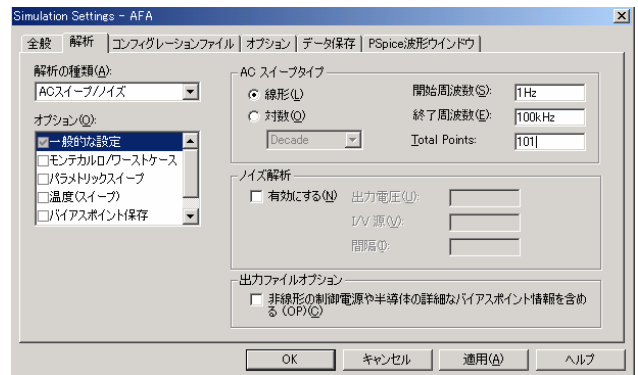 Simulation Settings - AFA
全般 解析 コンフィグレーションファイル オプション データ保存 PSpice波形ウインドウ
解析の種類(A):
ACスイープ/ノイズ
オプション(O):
一般的な設定
モンテカルロ/ワーストケース
パラメトリックスイープ
温度(スイープ)
バイアスポイント保存
AC スイープタイプ
線形(L)
対数(O)
Decade
開始周波数(S): 1Hz
終了周波数(E): 100kHz
Total Points: 101
ノイズ解析
有効にする(N)
出力電圧(U):
I/V 源(V):
間隔(I):
出力ファイルオプション
非線形の制御電源や半導体の詳細なバイアスポイント情報を含め
る (OP)(C)
OK キャンセル 適用(A) ヘルプ